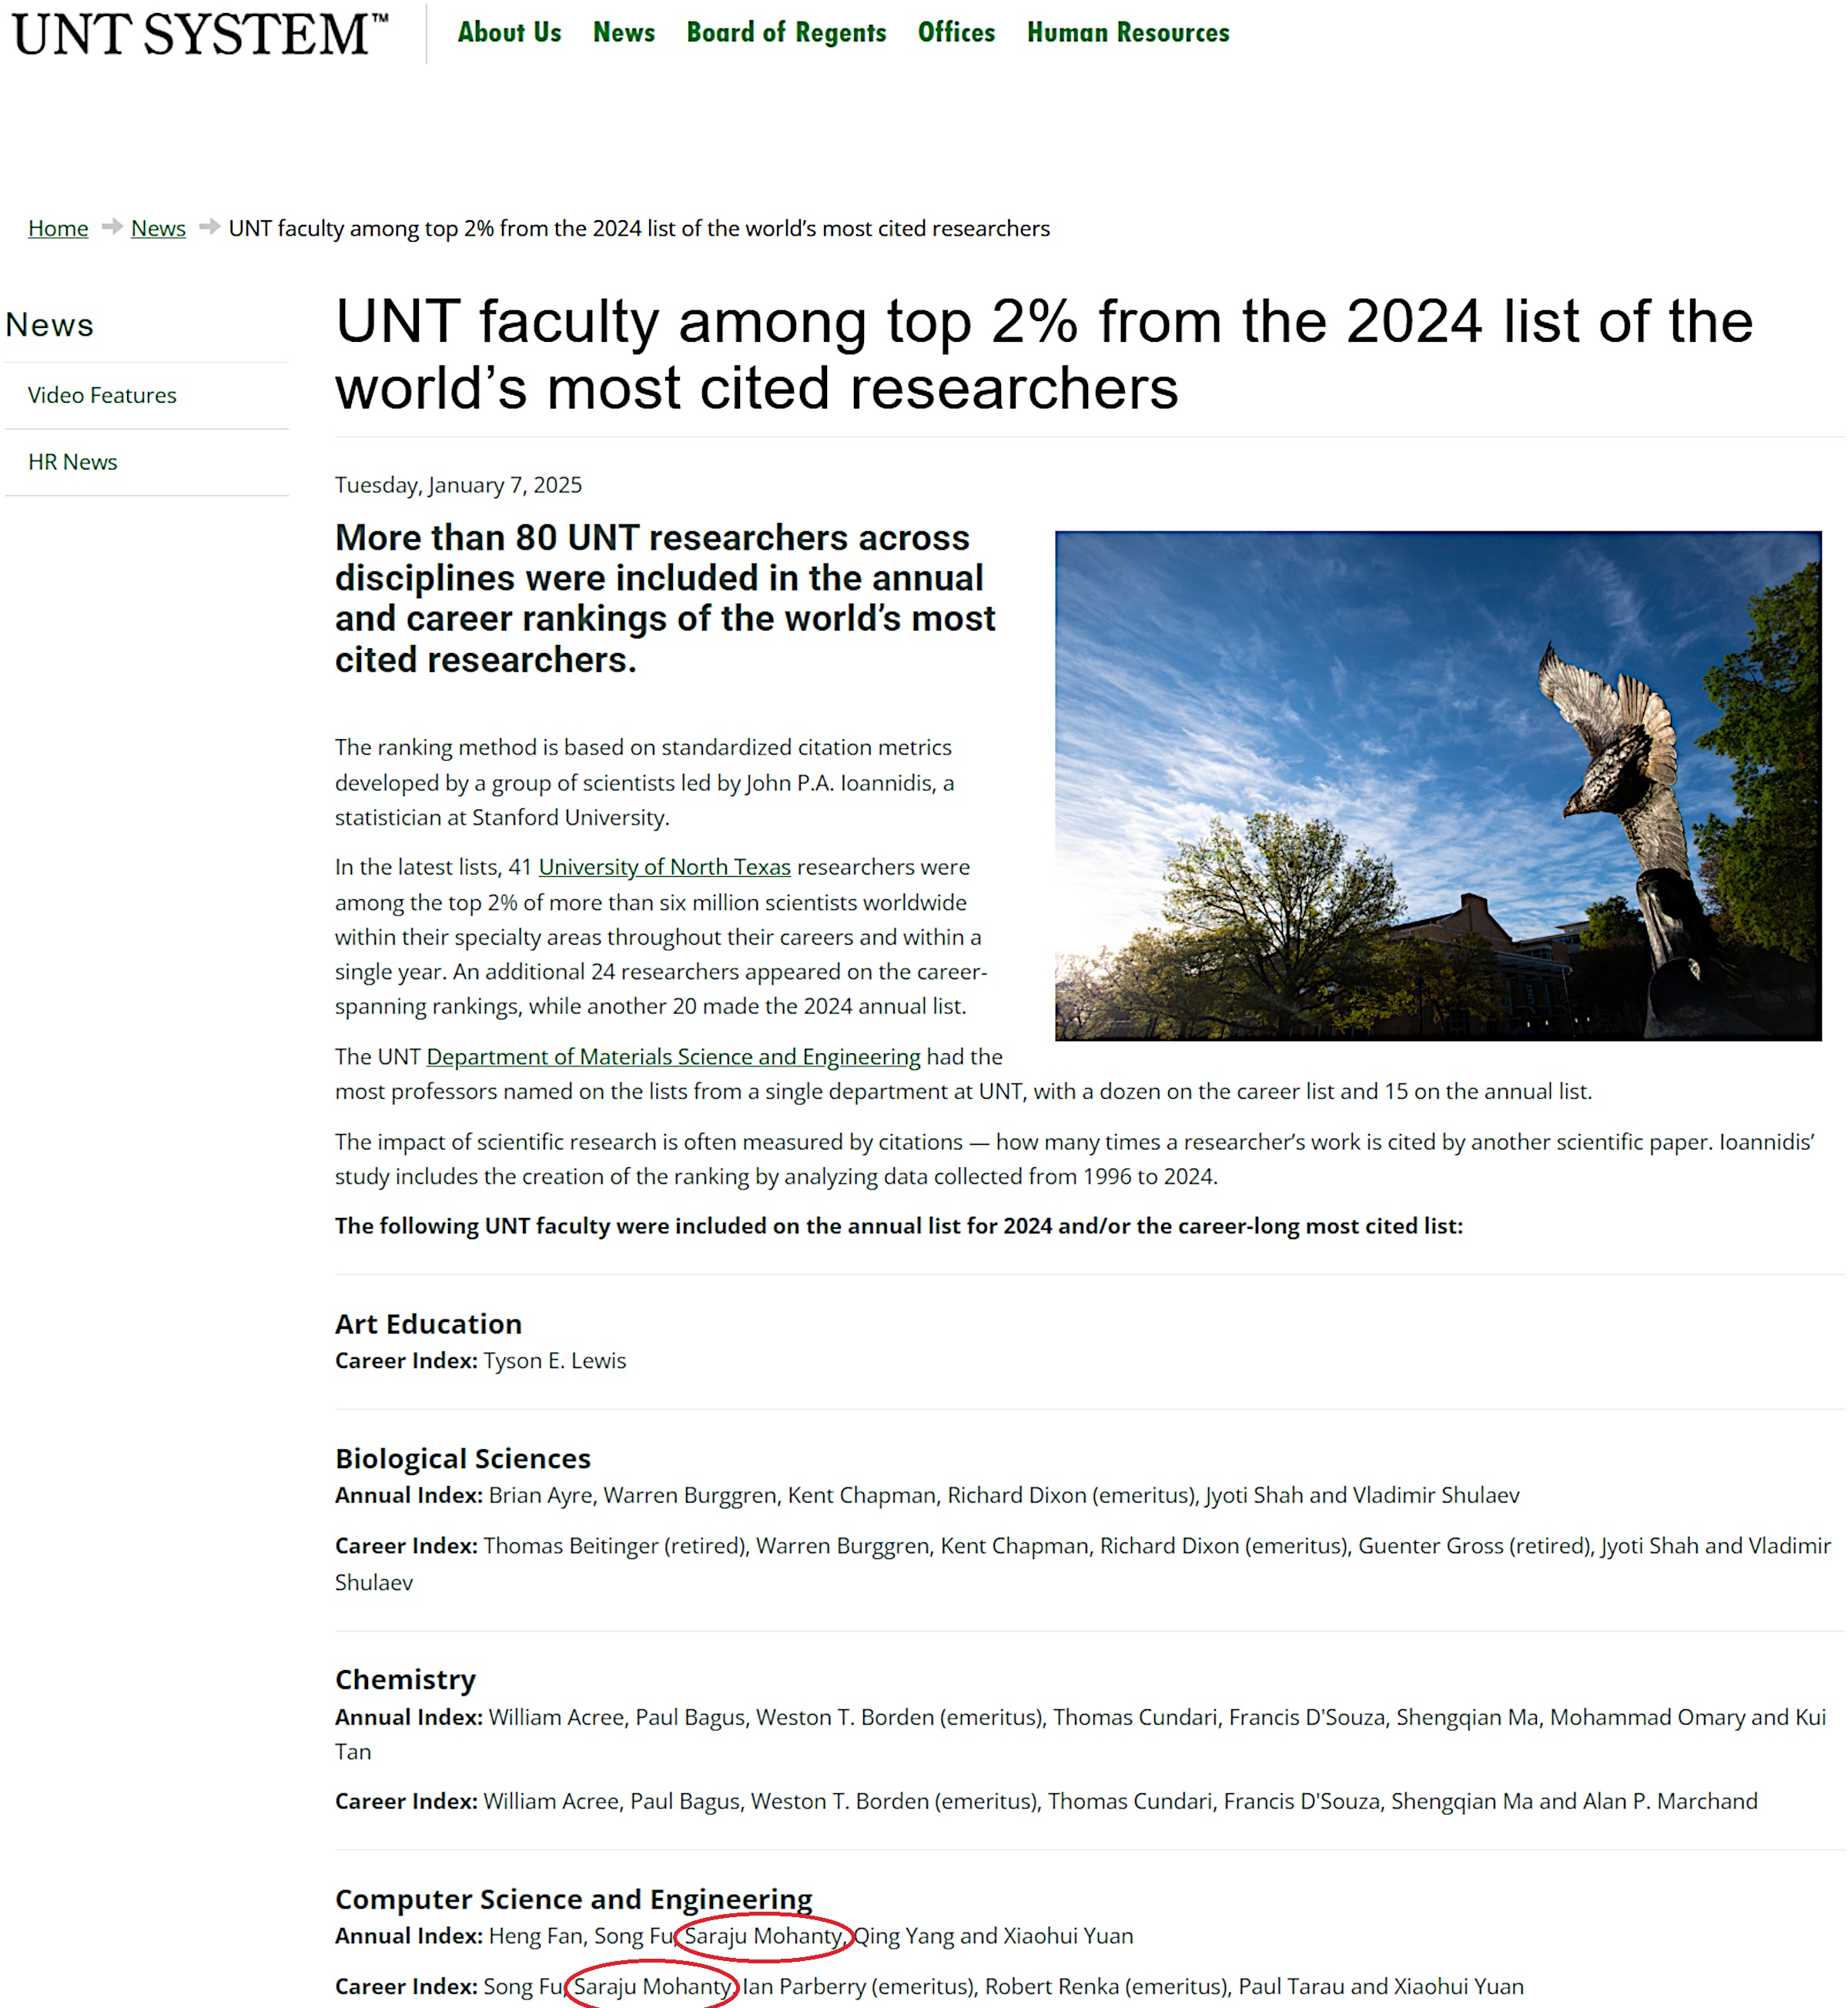 UNT SYSTEM™
About Us News Board of Regents Offices Human Resources
Home News UNT faculty among top 2% from the 2024 list of the world’s most cited researchers
News
Video Features
HR News
UNT faculty among top 2% from the 2024 list of the
world’s most cited researchers
Tuesday, January 7, 2025
More than 80 UNT researchers across
disciplines were included in the annual
and career rankings of the world’s most
cited researchers.
The ranking method is based on standardized citation metrics
developed by a group of scientists led by John P.A. Ioannidis, a
statistician at Stanford University.
In the latest lists, 41 University of North Texas researchers were
among the top 2% of more than six million scientists worldwide
within their specialty areas throughout their careers and within a
single year. An additional 24 researchers appeared on the career-
spanning rankings, while another 20 made the 2024 annual list.
The UNT Department of Materials Science and Engineering had the
most professors named on the lists from a single department at UNT, with a dozen on the career list and 15 on the annual list.
The impact of scientific research is often measured by citations — how many times a researcher’s work is cited by another scientific paper. Ioannidis’
study includes the creation of the ranking by analyzing data collected from 1996 to 2024.
The following UNT faculty were included on the annual list for 2024 and/or the career-long most cited list:
Art Education
Career Index: Tyson E. Lewis
Biological Sciences
Annual Index: Brian Ayre, Warren Burggren, Kent Chapman, Richard Dixon (emeritus), Jyoti Shah and Vladimir Shulaev
Career Index: Thomas Beitinger (retired), Warren Burggren, Kent Chapman, Richard Dixon (emeritus), Guenter Gross (retired), Jyoti Shah and Vladimir
Shulaev
Chemistry
Annual Index: William Acree, Paul Bagus, Weston T. Borden (emeritus), Thomas Cundari, Francis D'Souza, Shengqian Ma, Mohammad Omary and Kui
Tan
Career Index: William Acree, Paul Bagus, Weston T. Borden (emeritus), Thomas Cundari, Francis D'Souza, Shengqian Ma and Alan P. Marchand
Computer Science and Engineering
Annual Index: Heng Fan, Song Fu, Saraju Mohanty, Qing Yang and Xiaohui Yuan
Career Index: Song Fu, Saraju Mohanty, Ian Parberry (emeritus), Robert Renka (emeritus), Paul Tarau and Xiaohui Yuan